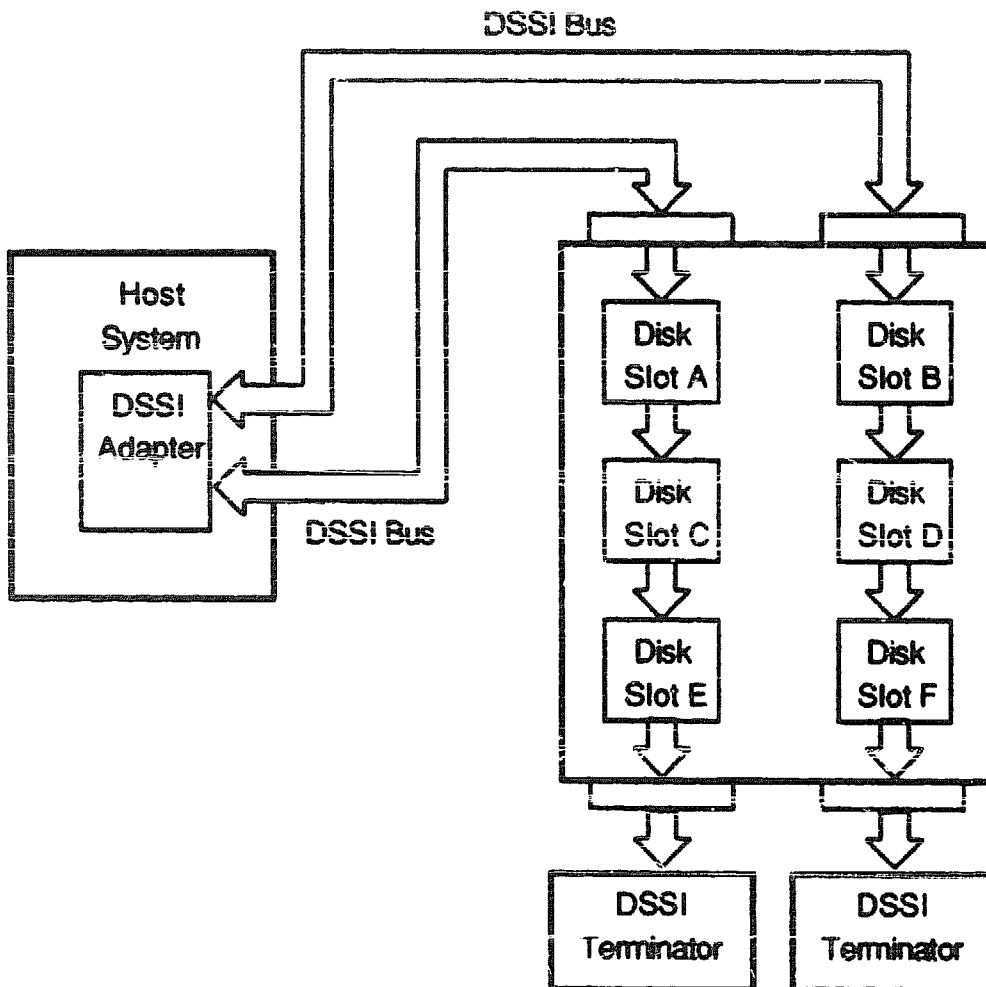 DSSI Bus
Host
System
DSSI
Adapter
DSSI Bus
Disk
Slot A
Disk
Slot B
Disk
Slot C
Disk
Slot D
Disk
Slot E
Disk
Slot F
DSSI
Terminator
DSSI
Terminator